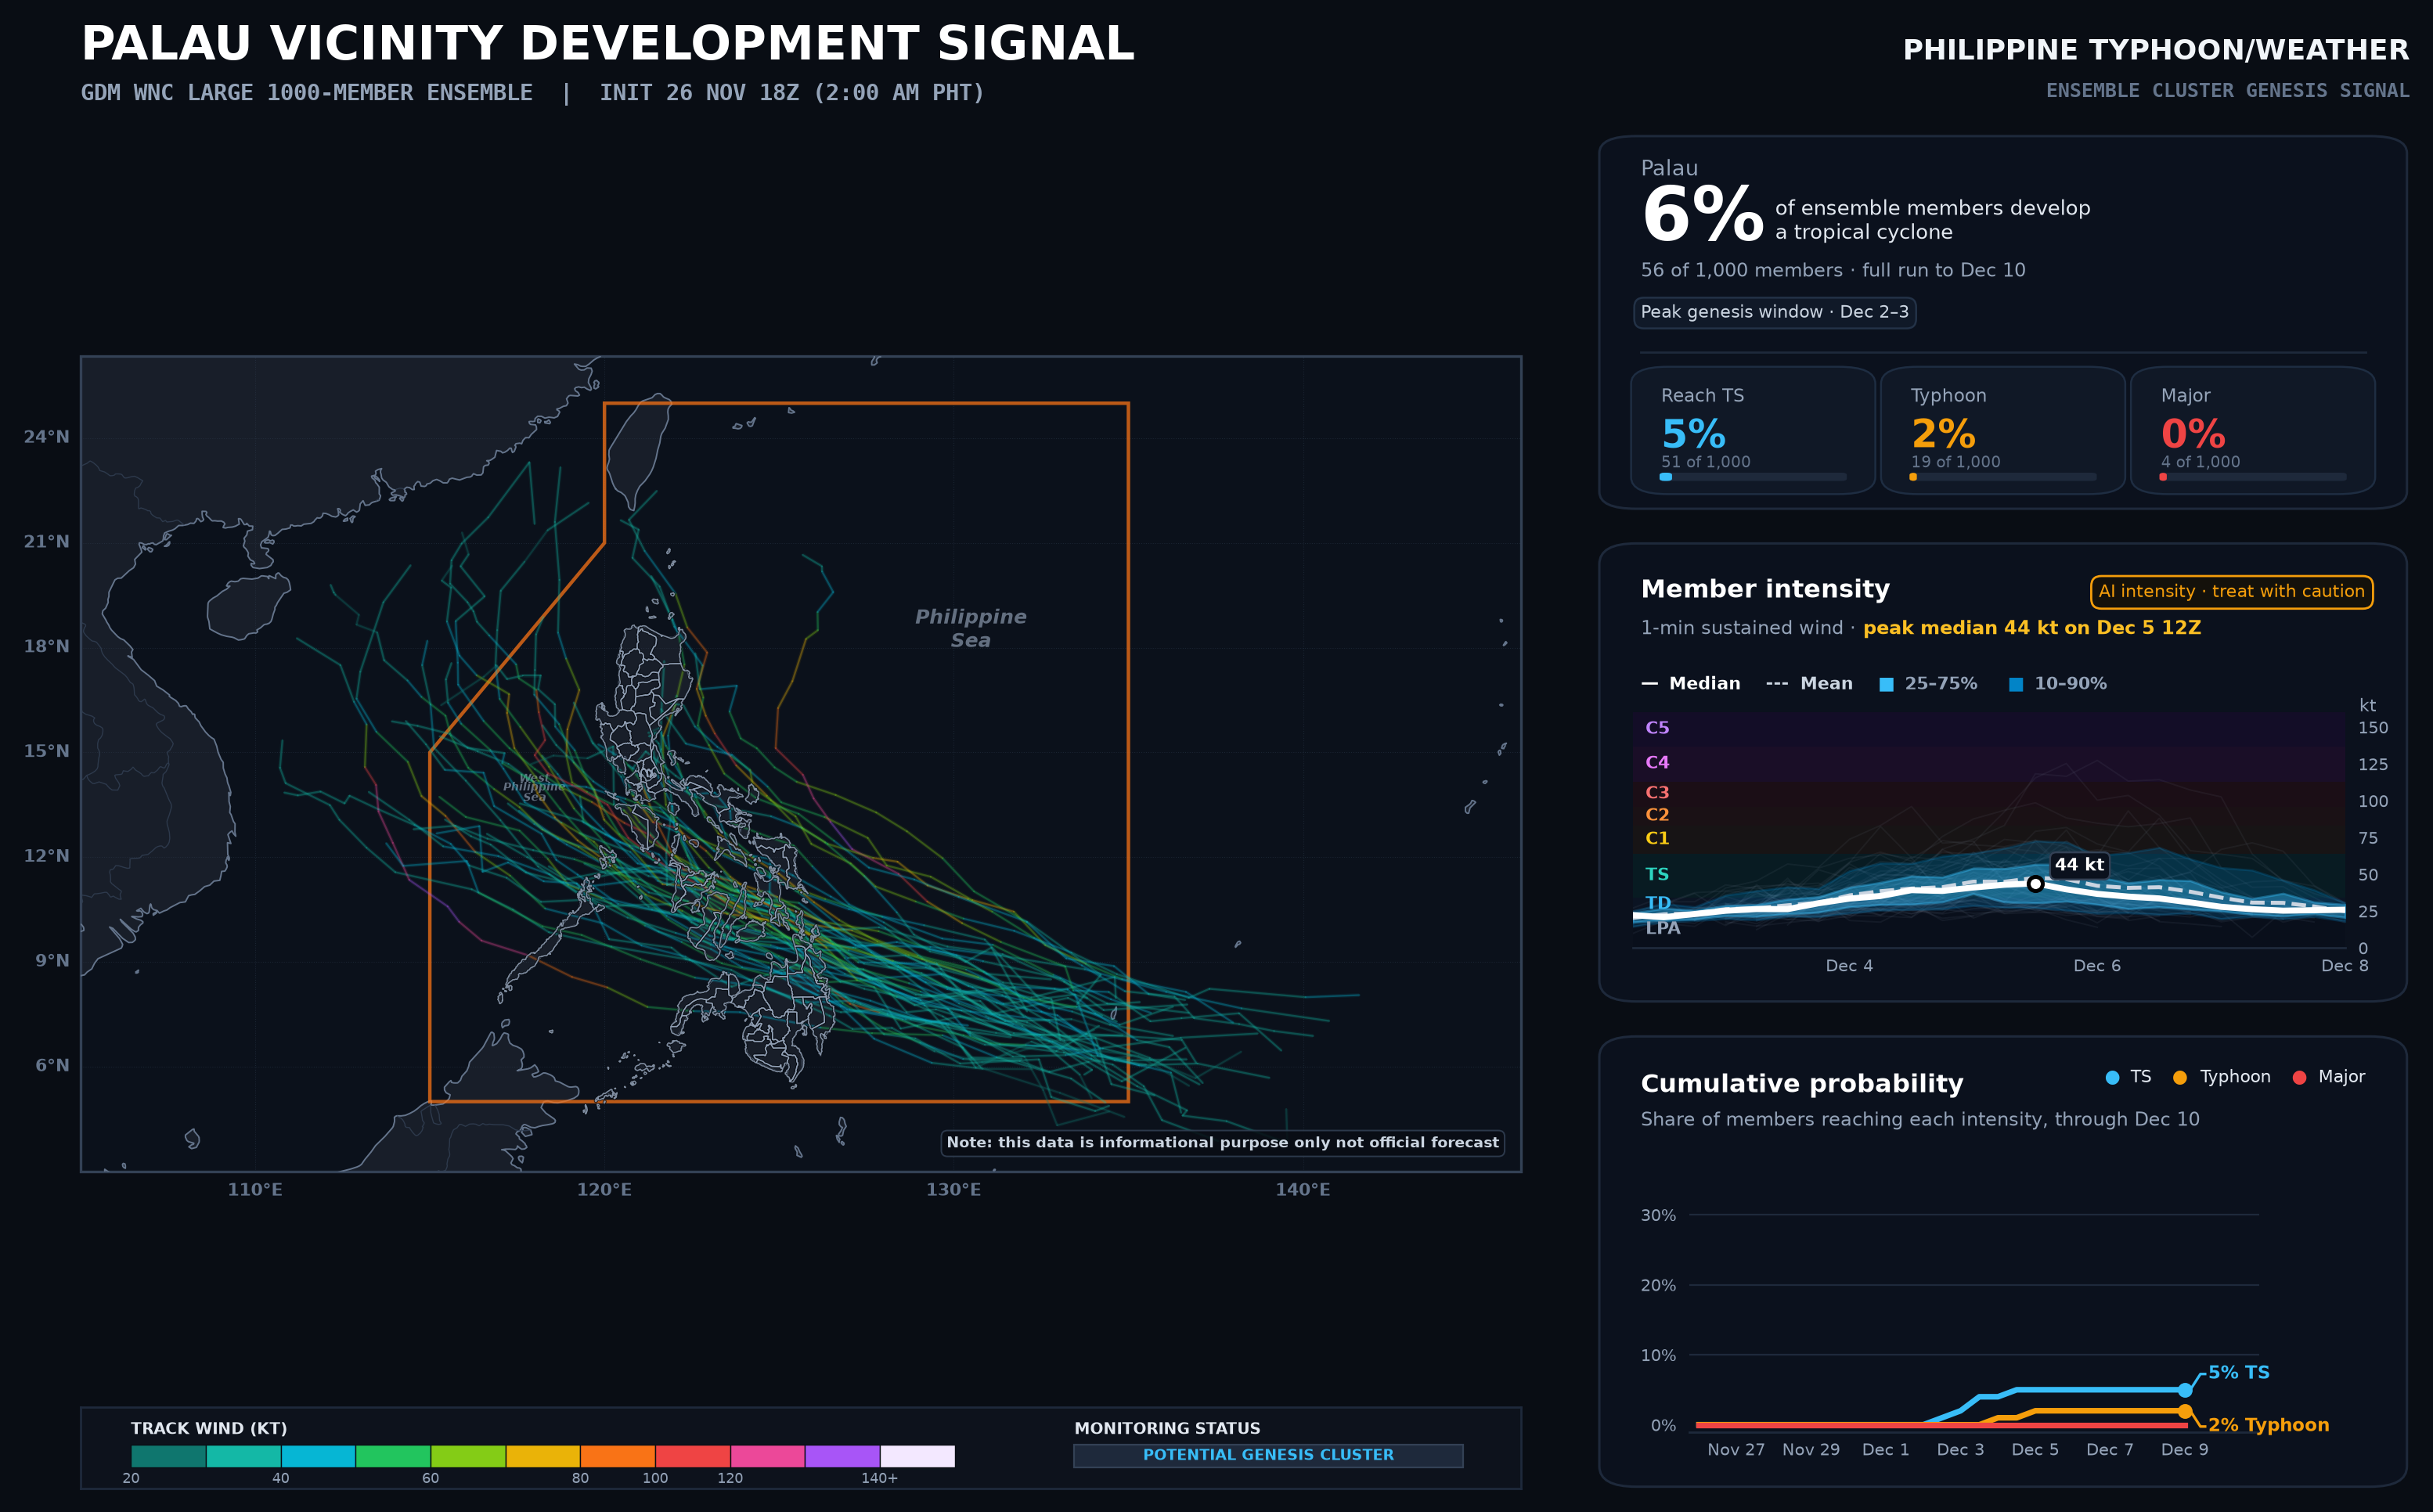 PALAU VICINITY DEVELOPMENT SIGNAL
GDM WNC LARGE 1000-MEMBER ENSEMBLE | INIT 26 NOV 18Z (2:00 AM PHT)
PHILIPPINE TYPHOON/WEATHER
ENSEMBLE CLUSTER GENESIS SIGNAL
24°N
21°N
18°N
15°N
12°N
9°N
6°N
110°E
120°E
130°E
140°E
Philippine
Sea
West
Philippine
Sea
Note: this data is informational purpose only not official forecast
TRACK WIND (KT)
20
40
60
80
100
120
140+
MONITORING STATUS
POTENTIAL GENESIS CLUSTER
Palau
6%
of ensemble members develop
a tropical cyclone
56 of 1,000 members · full run to Dec 10
Peak genesis window · Dec 2–3
Reach TS
5%
51 of 1,000
Typhoon
2%
19 of 1,000
Major
0%
4 of 1,000
Member intensity
AI intensity · treat with caution
1-min sustained wind · peak median 44 kt on Dec 5 12Z
Median
Mean
25–75%
10–90%
kt
C5
C4
C3
C2
C1
TS
TD
LPA
44 kt
150
125
100
75
50
25
0
Dec 4
Dec 6
Dec 8
Cumulative probability
TS
Typhoon
Major
Share of members reaching each intensity, through Dec 10
30%
20%
10%
0%
5% TS
2% Typhoon
Nov 27
Nov 29
Dec 1
Dec 3
Dec 5
Dec 7
Dec 9